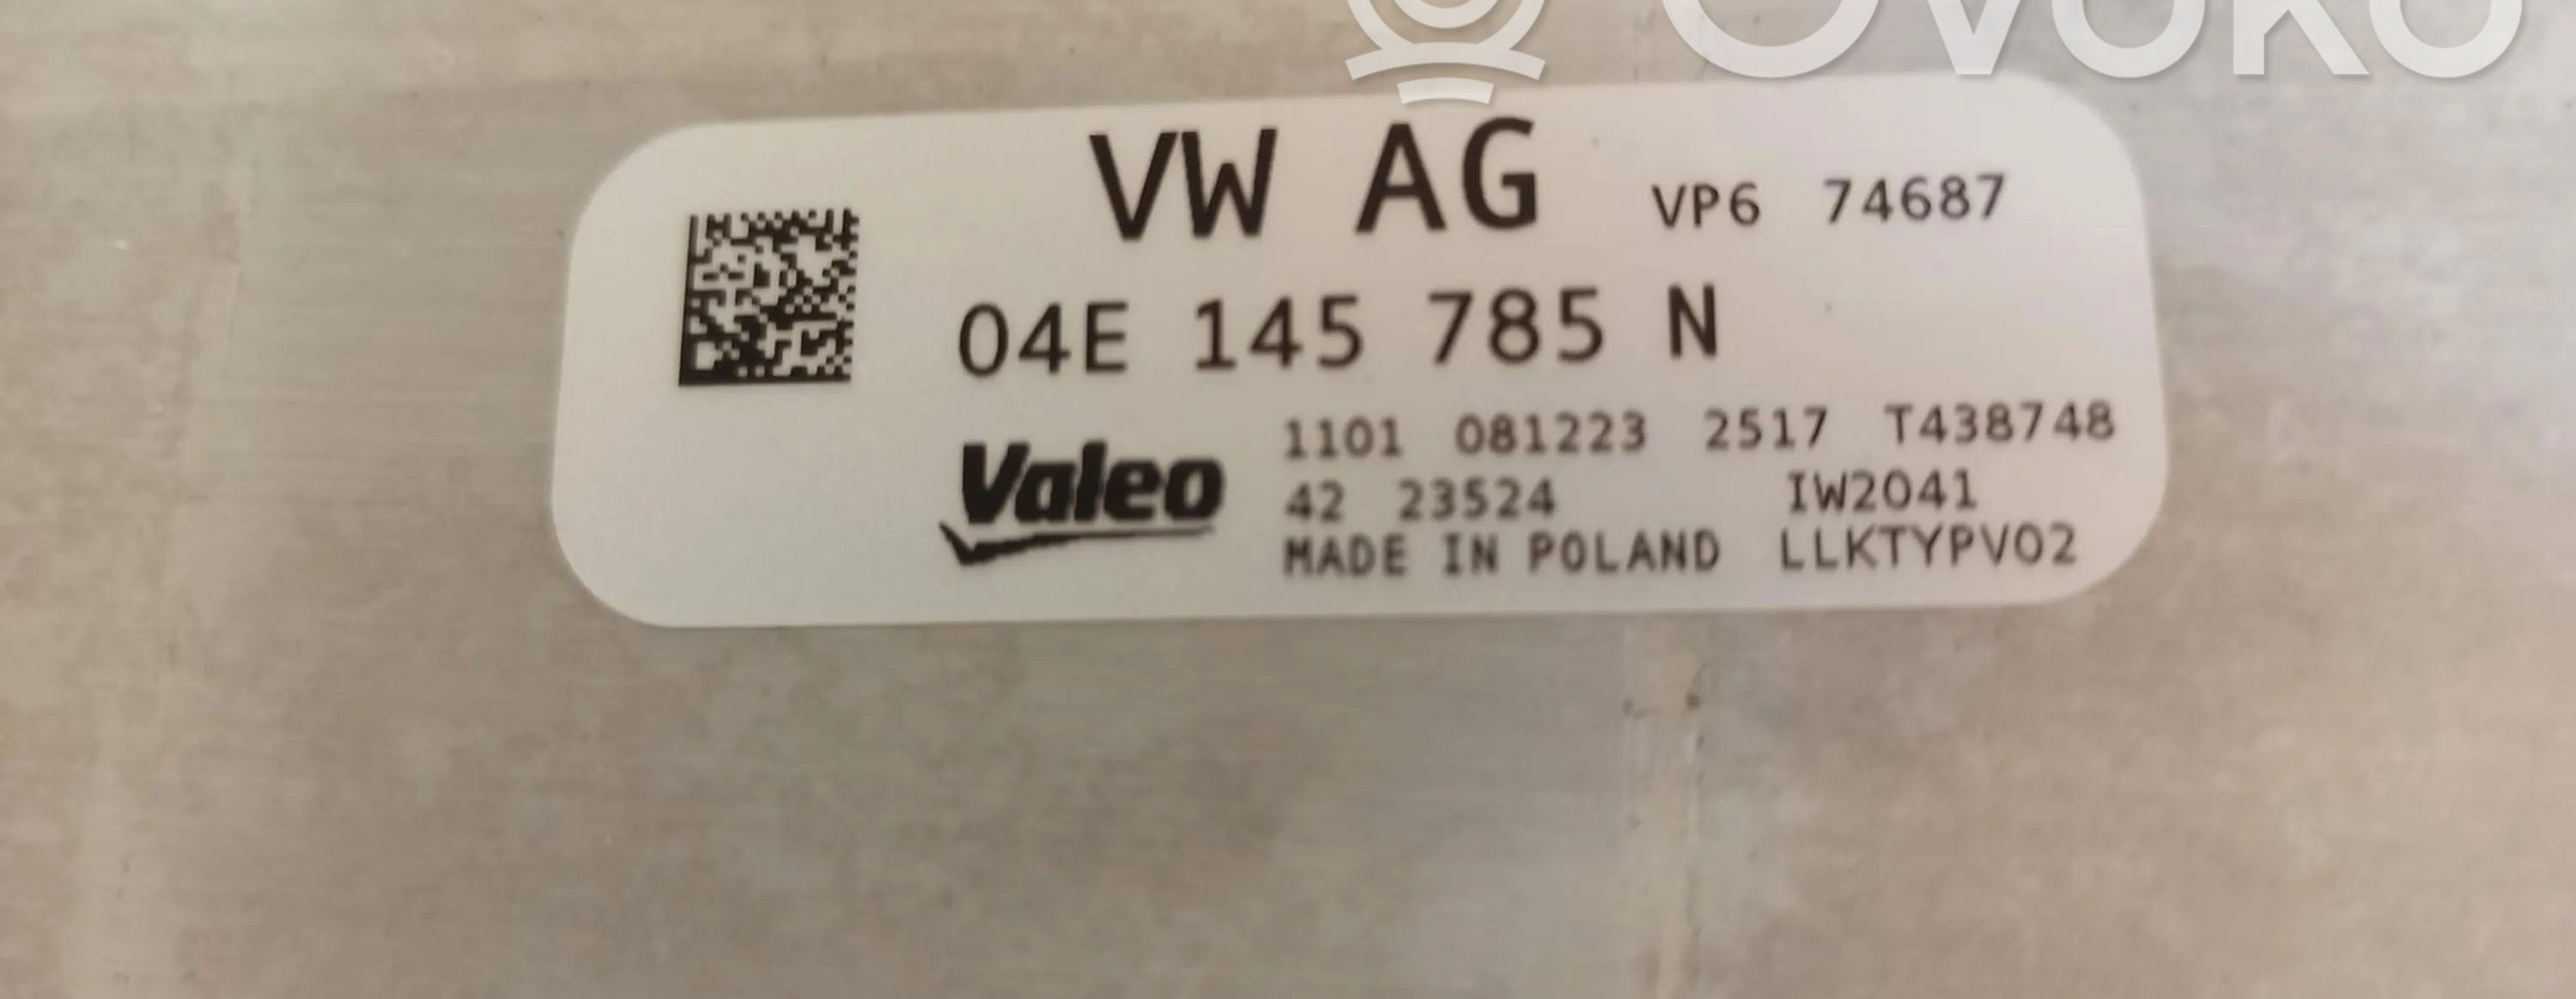 OVOKO
VW AG VP6 74687
04E 145 785 N
Valeo 1101 081223 2517 T438748
42 23524 IW2041
MADE IN POLAND LLKTYPV02